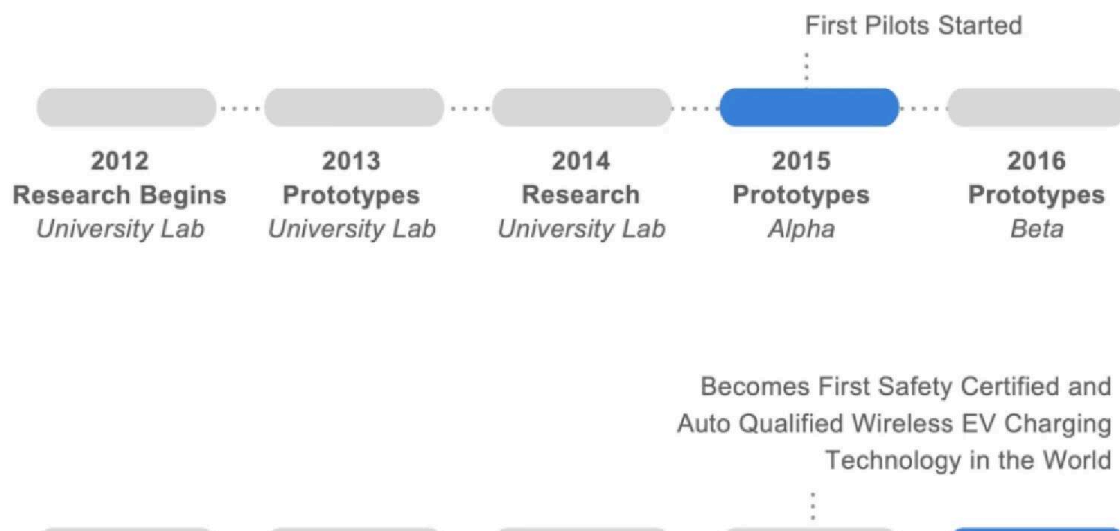 First Pilots Started
2012
Research Begins
University Lab
2013
Prototypes
University Lab
2014
Research
University Lab
2015
Prototypes
Alpha
2016
Prototypes
Beta
Becomes First Safety Certified and
Auto Qualified Wireless EV Charging
Technology in the World